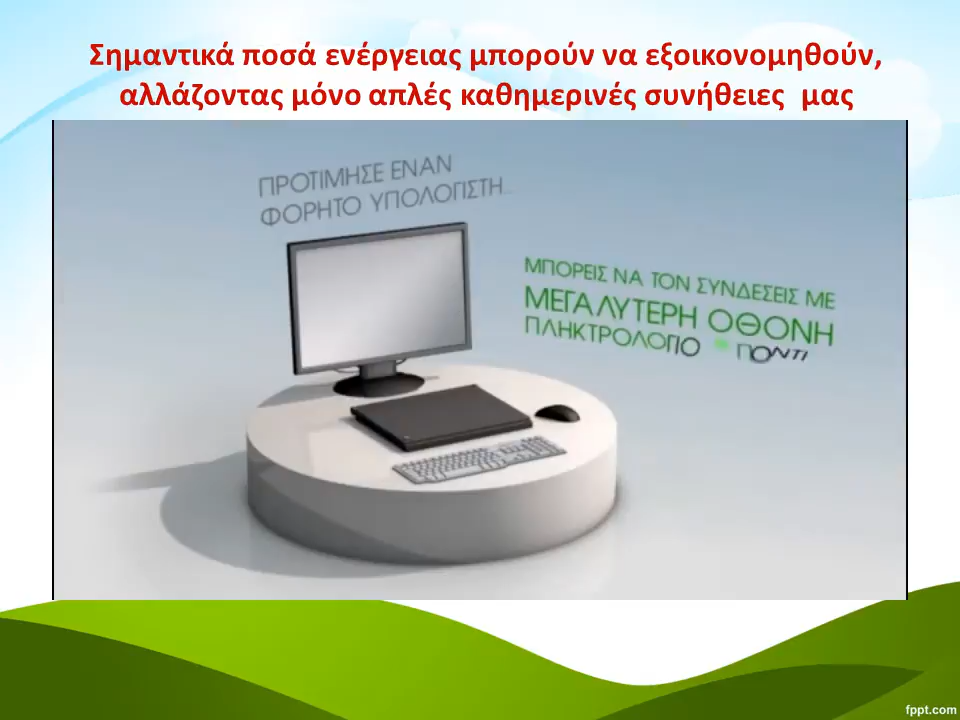 Σημαντικά ποσά ενέργειας μπορούν να εξοικονομηθούν,
αλλάζοντας μόνο απλές καθημερινές συνήθειες μας
ΠΡΟΤΙΜΗΣΕ ΕΝΑΝ
ΦΟΡΗΤΟ ΥΠΟΛΟΓΙΣΤΗ...
ΜΠΟΡΕΙΣ ΝΑ ΤΟΝ ΣΥΝΔΕΣΕΙΣ ΜΕ
ΜΕΓΑΛΥΤΕΡΗ ΟΘΟΝΗ
ΠΛΗΚΤΡΟΛΟΓΙΟ ΠΟΝΤΙ
fppt.com